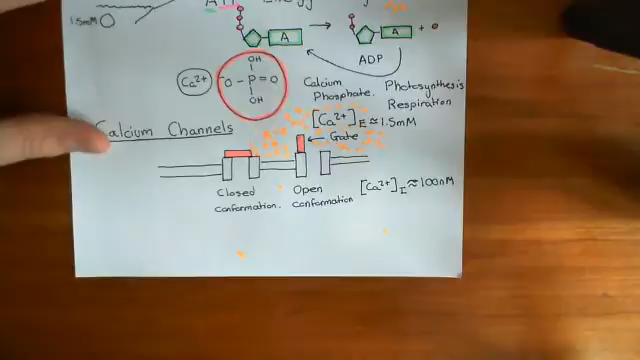 1.5mM
A
A
+
ADP
Ca2+
OH
-O-P=O
OH
Calcium
Phosphate.
Photosynthesis
Respiration
Calcium Channels
[Ca2+]E ≈ 1.5mM
Gate
Closed
conformation.
Open
conformation
[Ca2+]I ≈ 100nM